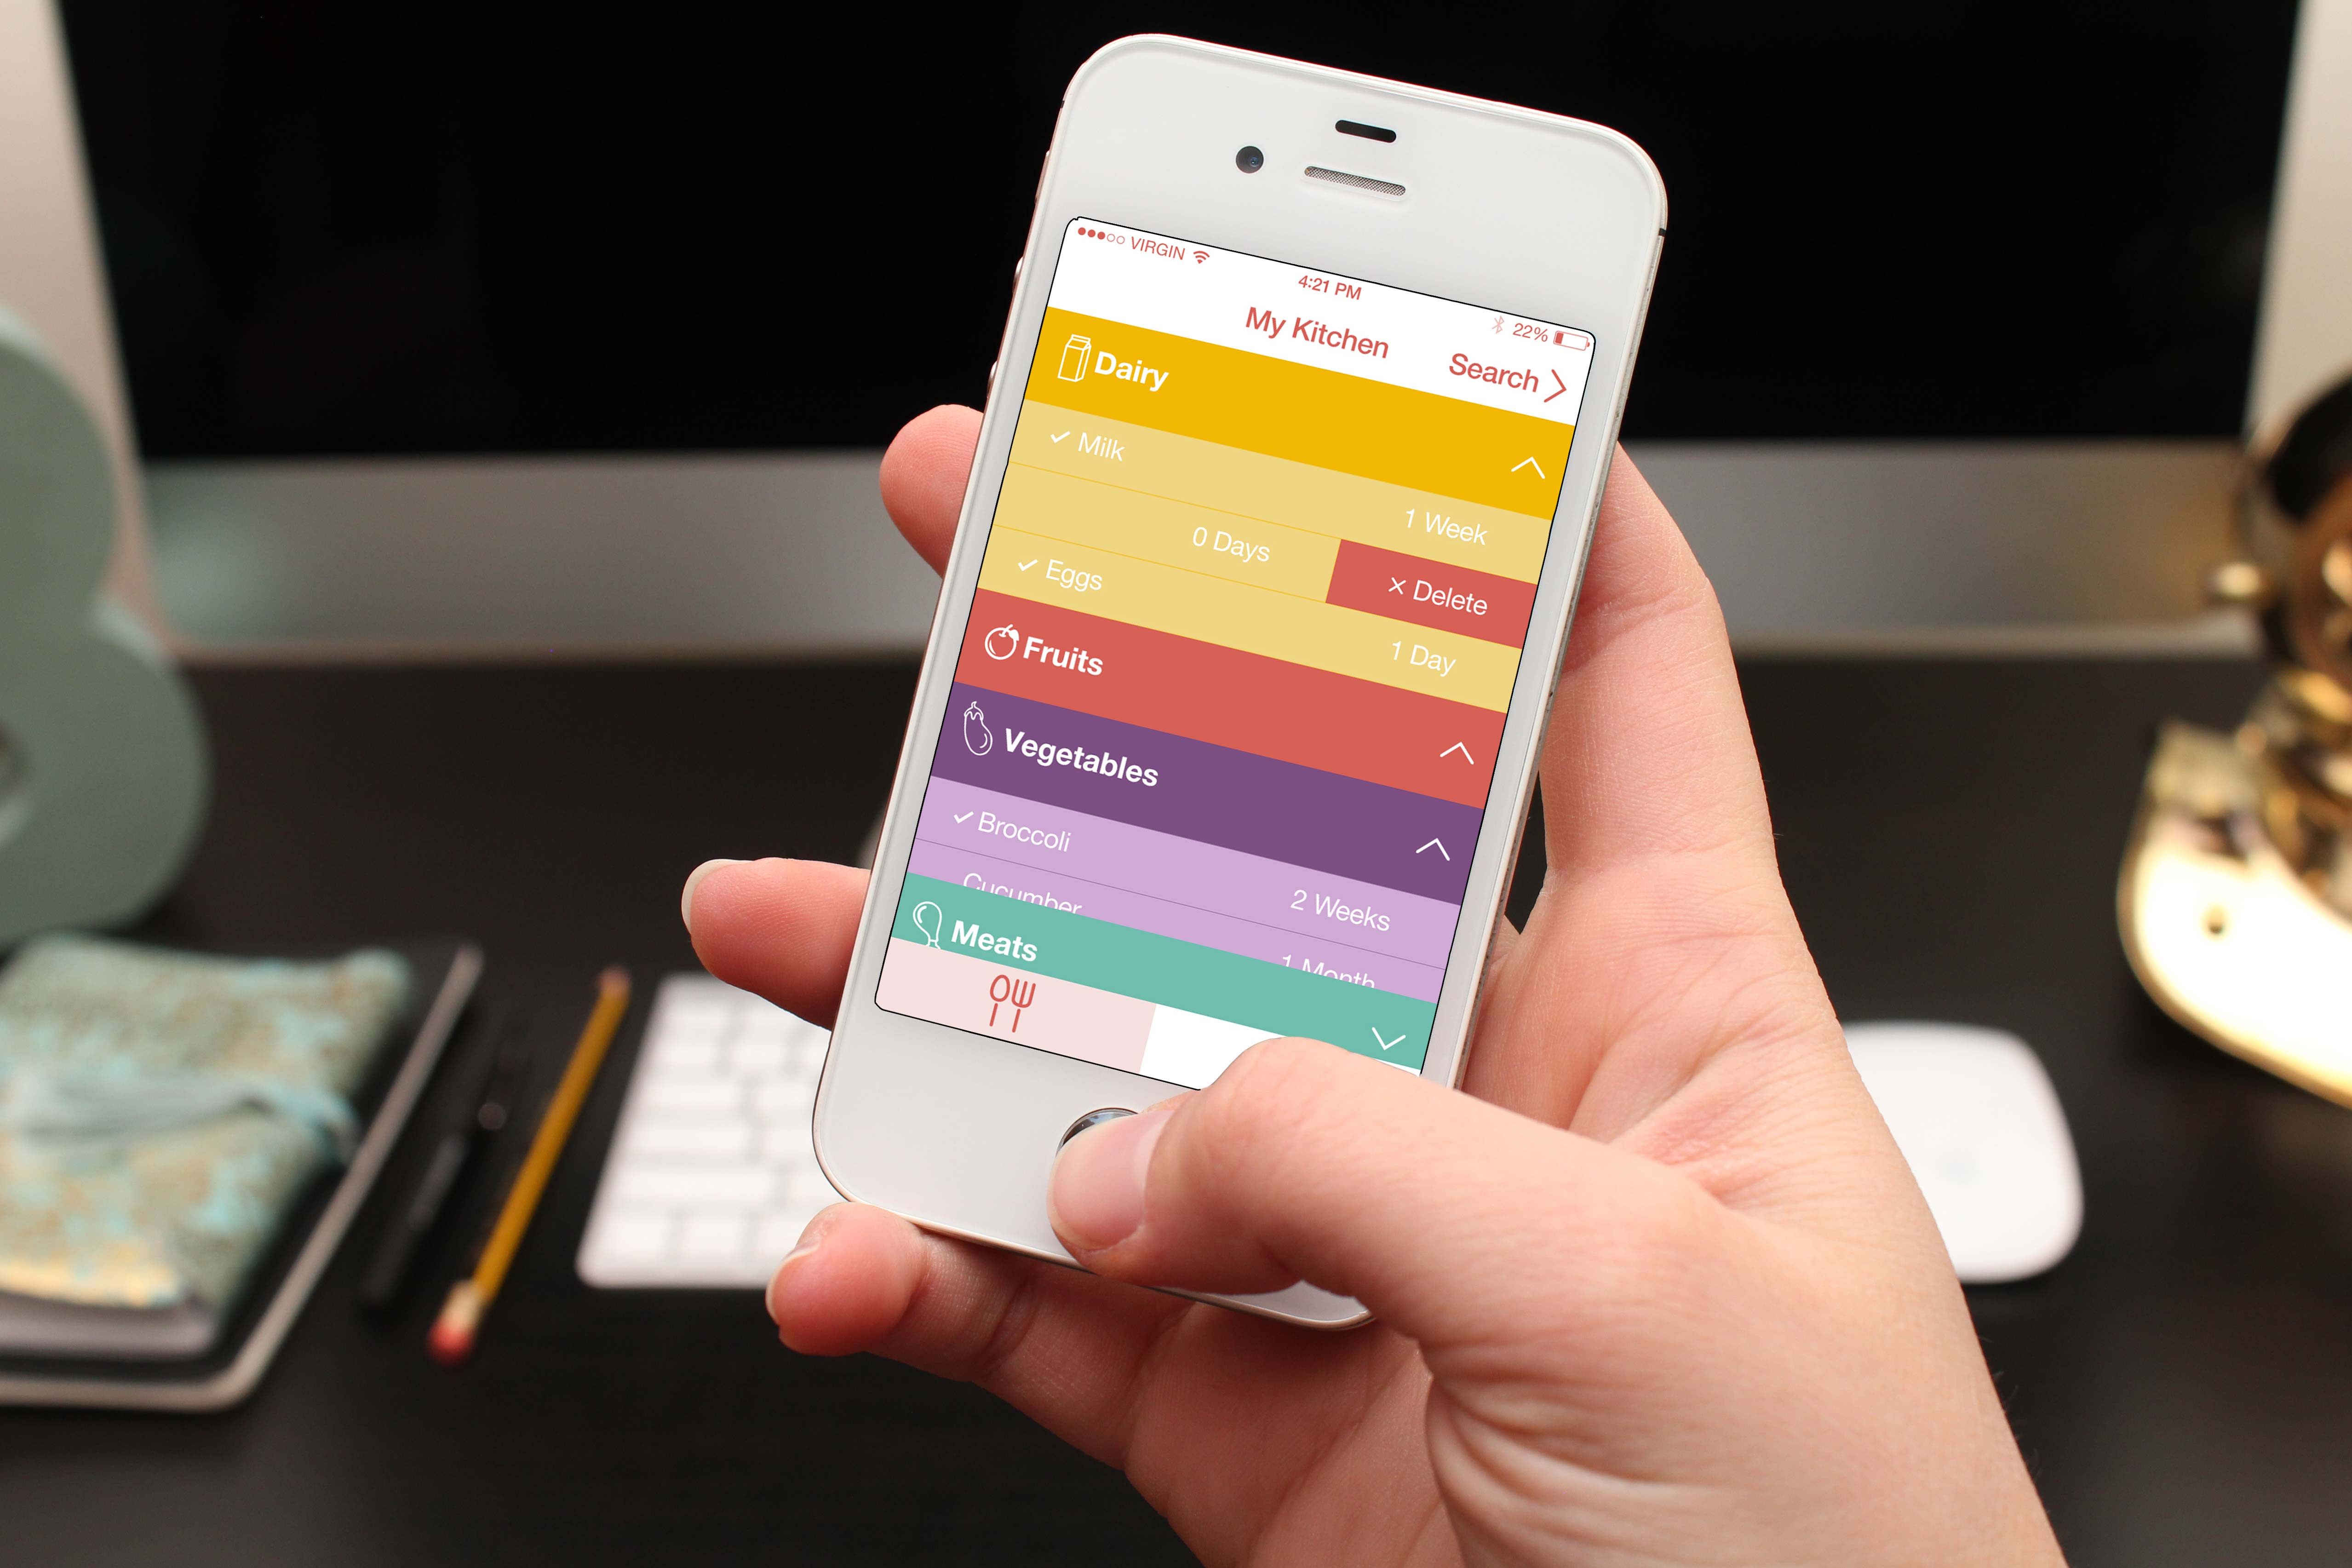 VIRGIN
4:21 PM
22%
My Kitchen
Search
Dairy
Milk
1 Week
0 Days
Delete
Eggs
1 Day
Fruits
Vegetables
Broccoli
2 Weeks
Cucumber
1 Month
Meats